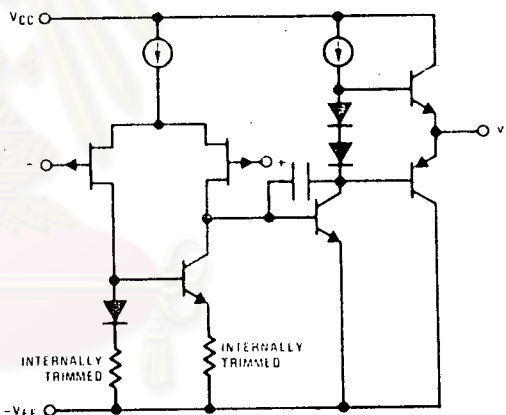 VCC
-
+
v
INTERNALLY
TRIMMED
INTERNALLY
TRIMMED
-VEE